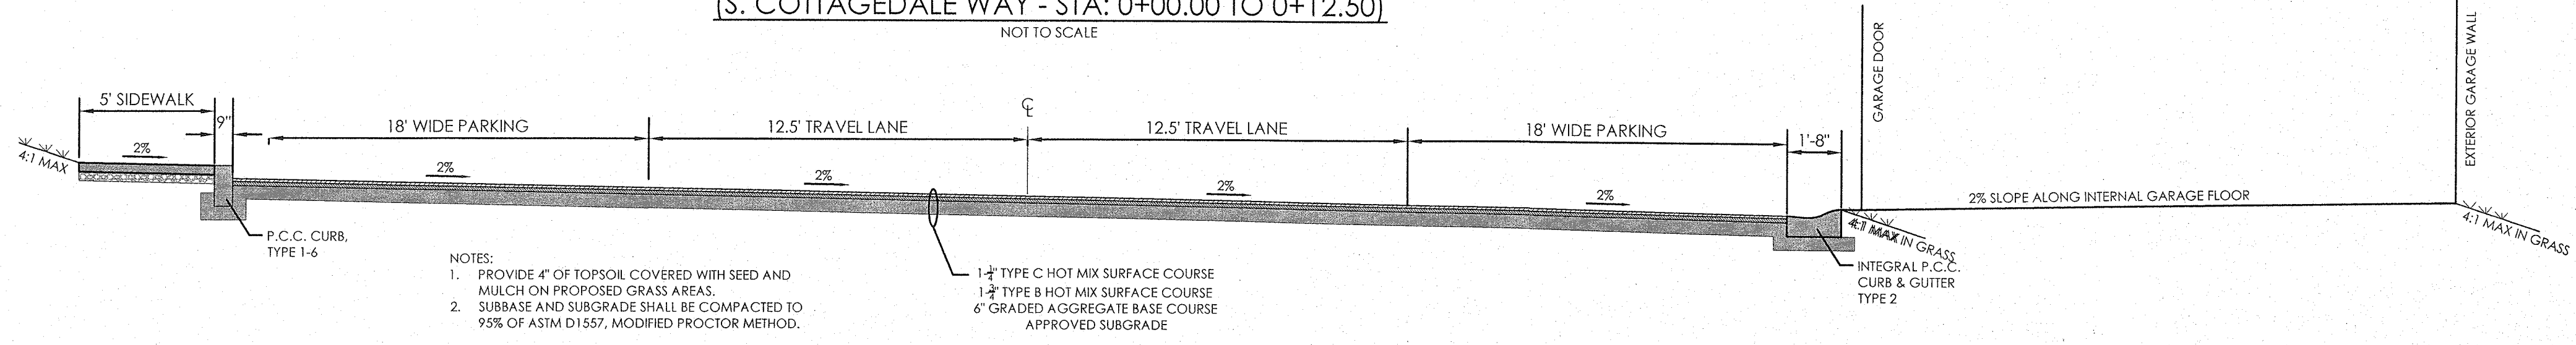 (S. COTTAGEDALE WAY - STA: 0+00.00 TO 0+12.50)
NOT TO SCALE
5' SIDEWALK
9"
18' WIDE PARKING
12.5' TRAVEL LANE
℄
12.5' TRAVEL LANE
18' WIDE PARKING
1'-8"
GARAGE DOOR
EXTERIOR GARAGE WALL
4:1 MAX
2%
2%
2%
2%
2%
2% SLOPE ALONG INTERNAL GARAGE FLOOR
4:1 MAX IN GRASS
4:1 MAX IN GRASS
P.C.C. CURB,
TYPE 1-6
NOTES:
1. PROVIDE 4" OF TOPSOIL COVERED WITH SEED AND
MULCH ON PROPOSED GRASS AREAS.
2. SUBBASE AND SUBGRADE SHALL BE COMPACTED TO
95% OF ASTM D1557, MODIFIED PROCTOR METHOD.
1-1/4" TYPE C HOT MIX SURFACE COURSE
1-3/4" TYPE B HOT MIX SURFACE COURSE
6" GRADED AGGREGATE BASE COURSE
APPROVED SUBGRADE
INTEGRAL P.C.C.
CURB & GUTTER
TYPE 2